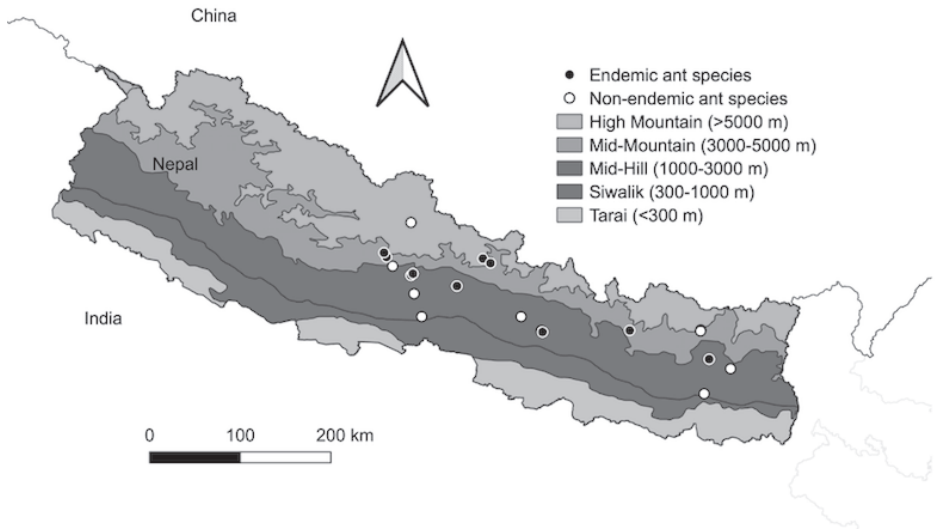 China
Endemic ant species
Non-endemic ant species
High Mountain (>5000 m)
Mid-Mountain (3000-5000 m)
Mid-Hill (1000-3000 m)
Siwalik (300-1000 m)
Tarai (<300 m)
Nepal
India
0 100 200 km